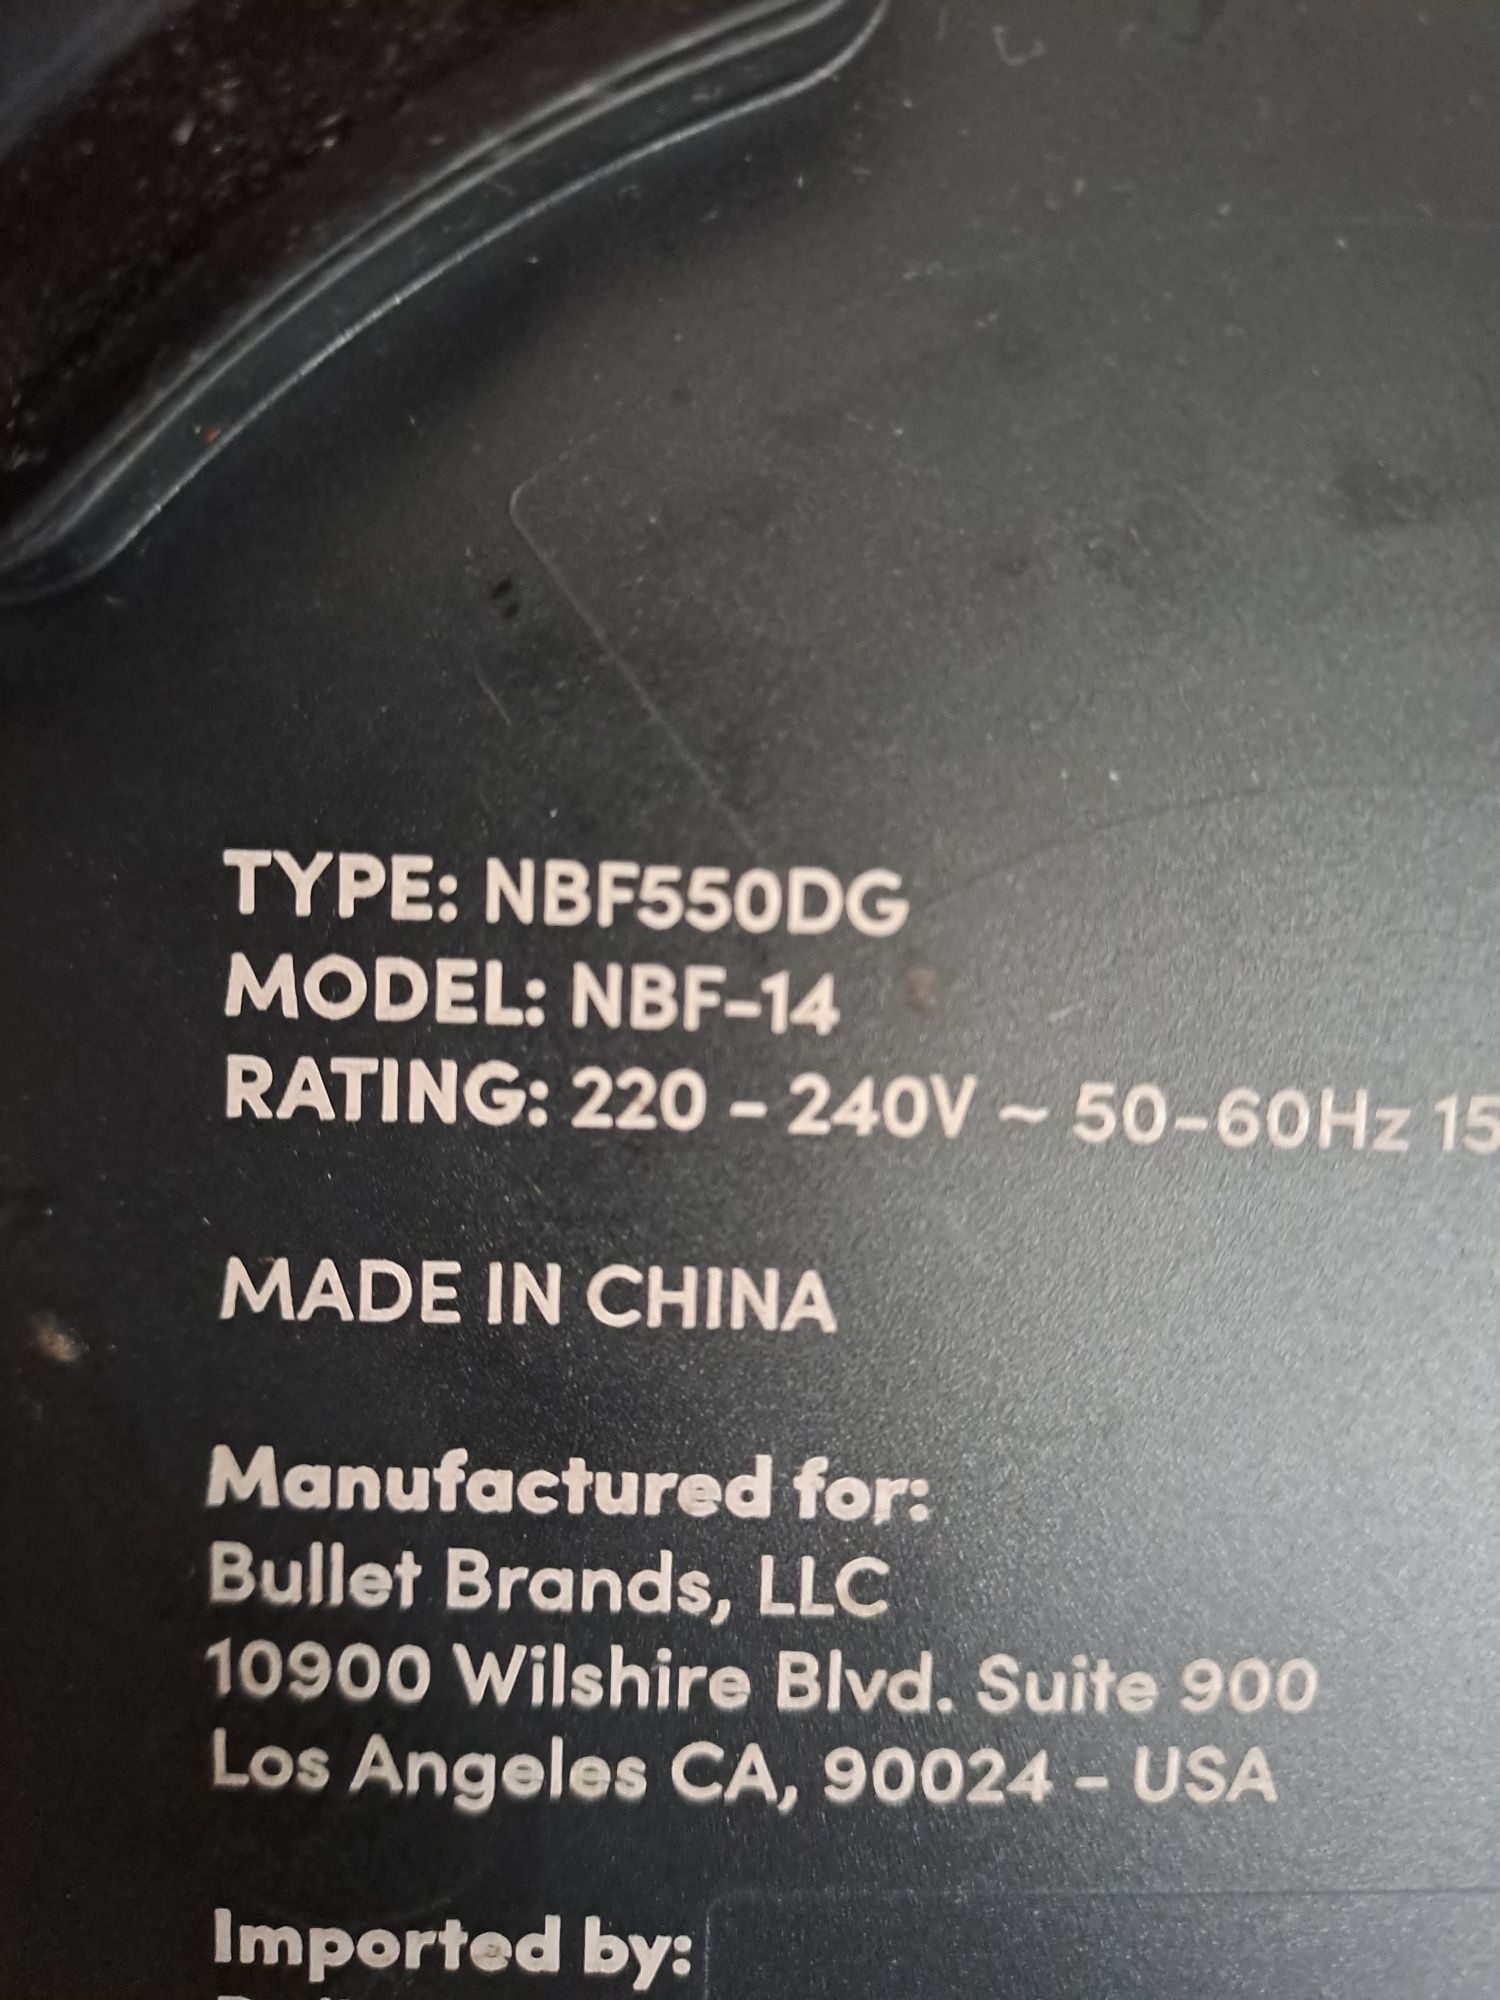 TYPE: NBF550DG
MODEL: NBF-14
RATING: 220 - 240V ~ 50-60Hz 15
MADE IN CHINA
Manufactured for:
Bullet Brands, LLC
10900 Wilshire Blvd. Suite 900
Los Angeles CA, 90024 - USA
Imported by: